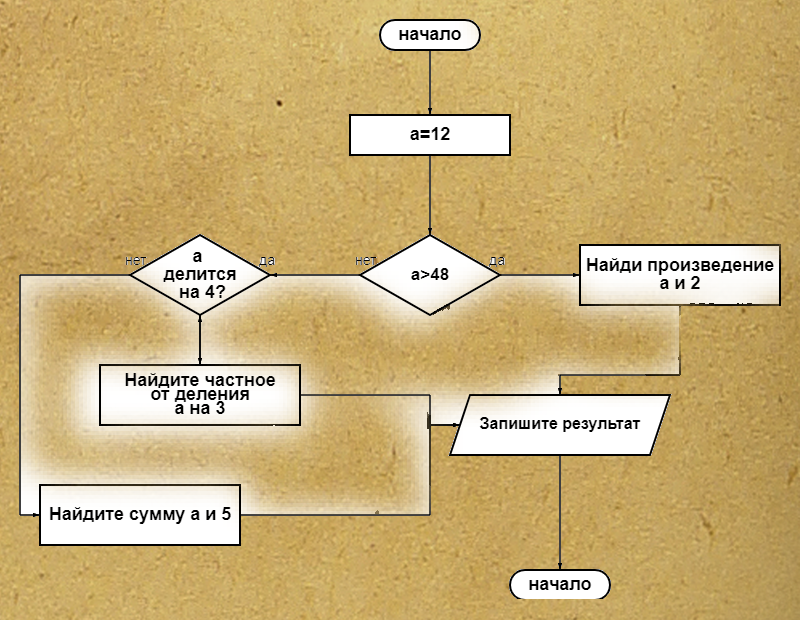 начало
a=12
нет
a
делится
на 4?
да
нет
a>48
да
Найди произведение
a и 2
Найдите частное
от деления
a на 3
Запишите результат
Найдите сумму a и 5
начало